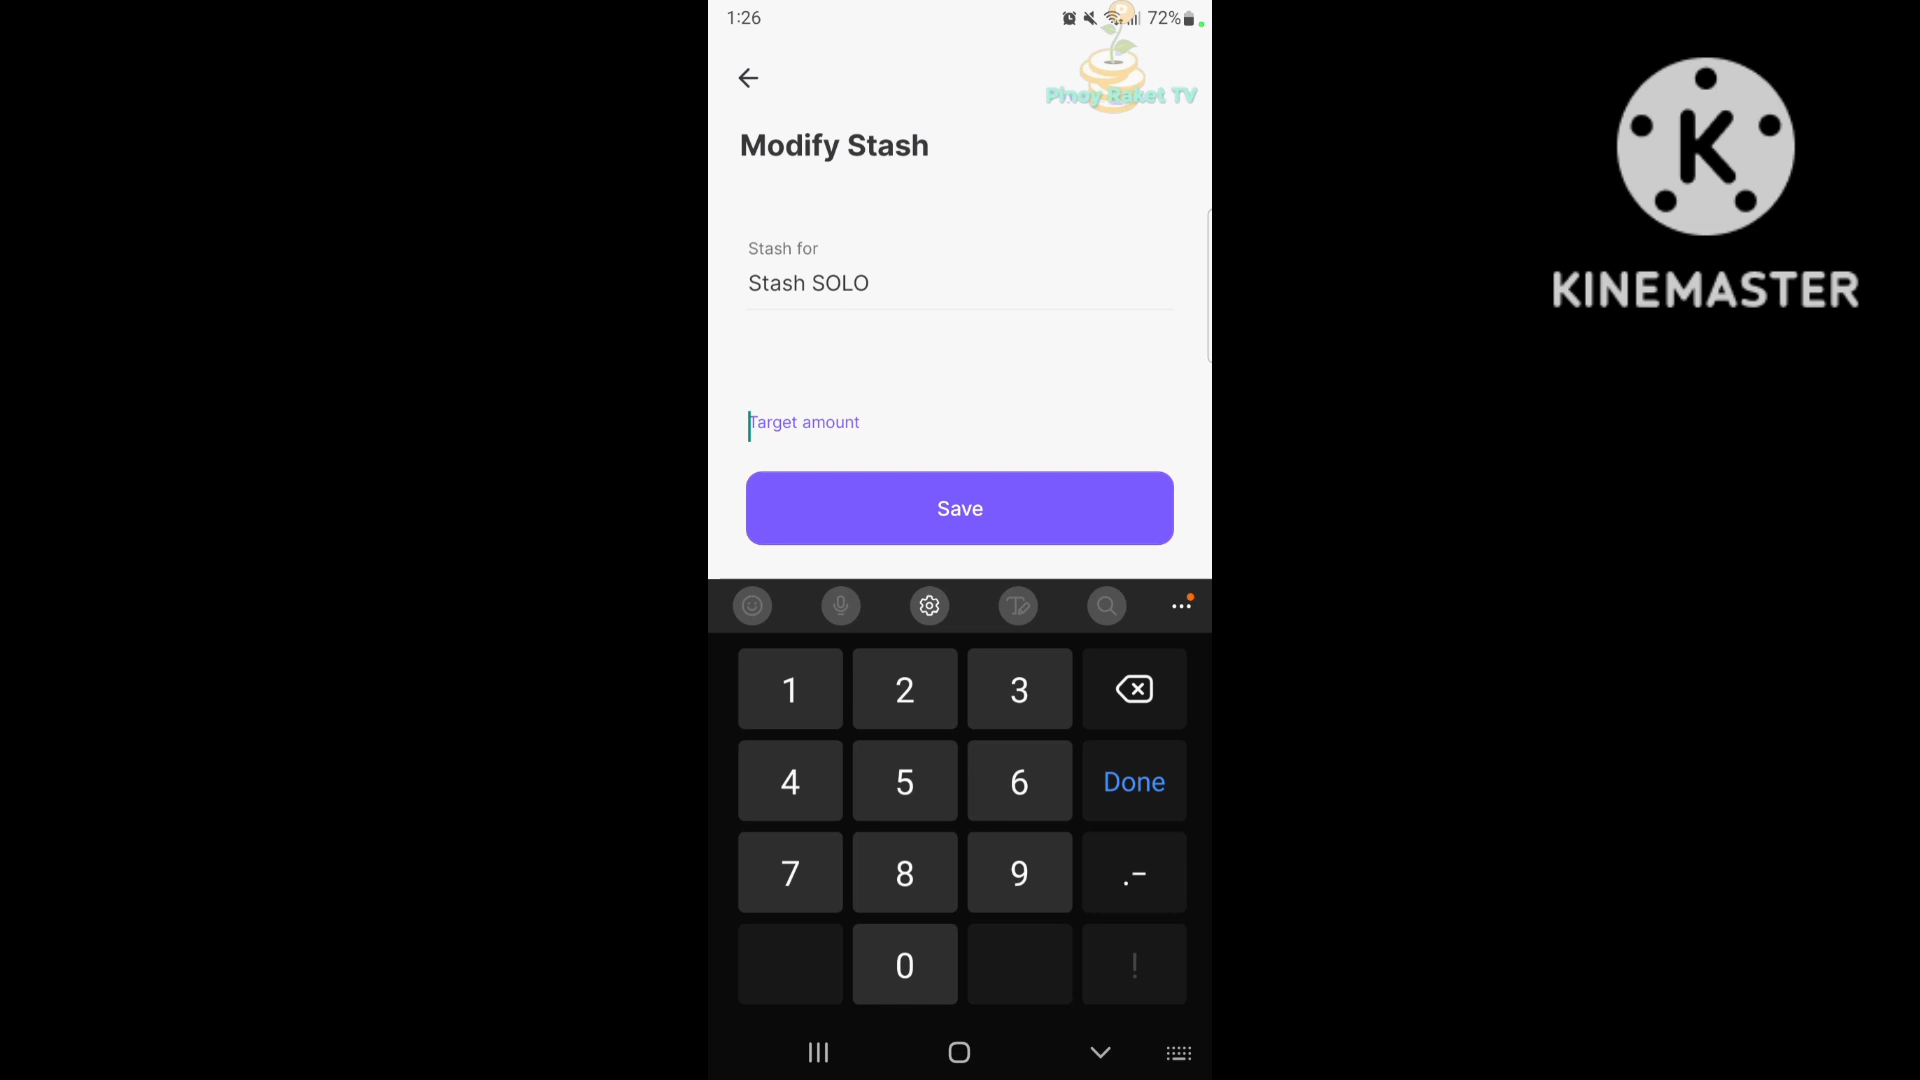 1:26
72%
Pinoy Raket TV
Modify Stash
Stash for
Stash SOLO
Target amount
Save
1
2
3
4
5
6
Done
7
8
9
.-
0
!
K
KINEMASTER